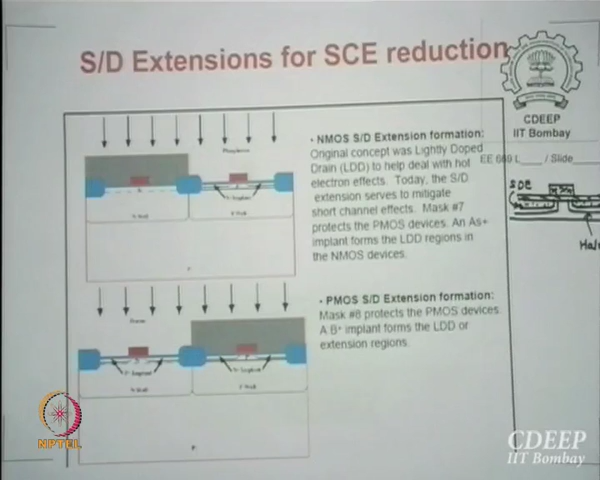 S/D Extensions for SCE reduction
CDEEP
IIT Bombay
EE 669 L____ / Slide____
- NMOS S/D Extension formation:
Original concept was Lightly Doped
Drain (LDD) to help deal with hot
electron effects. Today, the S/D
extension serves to mitigate
short channel effects. Mask #7
protects the PMOS devices. An As+
implant forms the LDD regions in
the NMOS devices.
- PMOS S/D Extension formation:
Mask #8 protects the PMOS devices.
A B+ implant forms the LDD or
extension regions.
SDE
Halo
Phosphorus
Boron
N Well
P Well
P
N Well
P Well
P
NPTEL
CDEEP
IIT Bombay